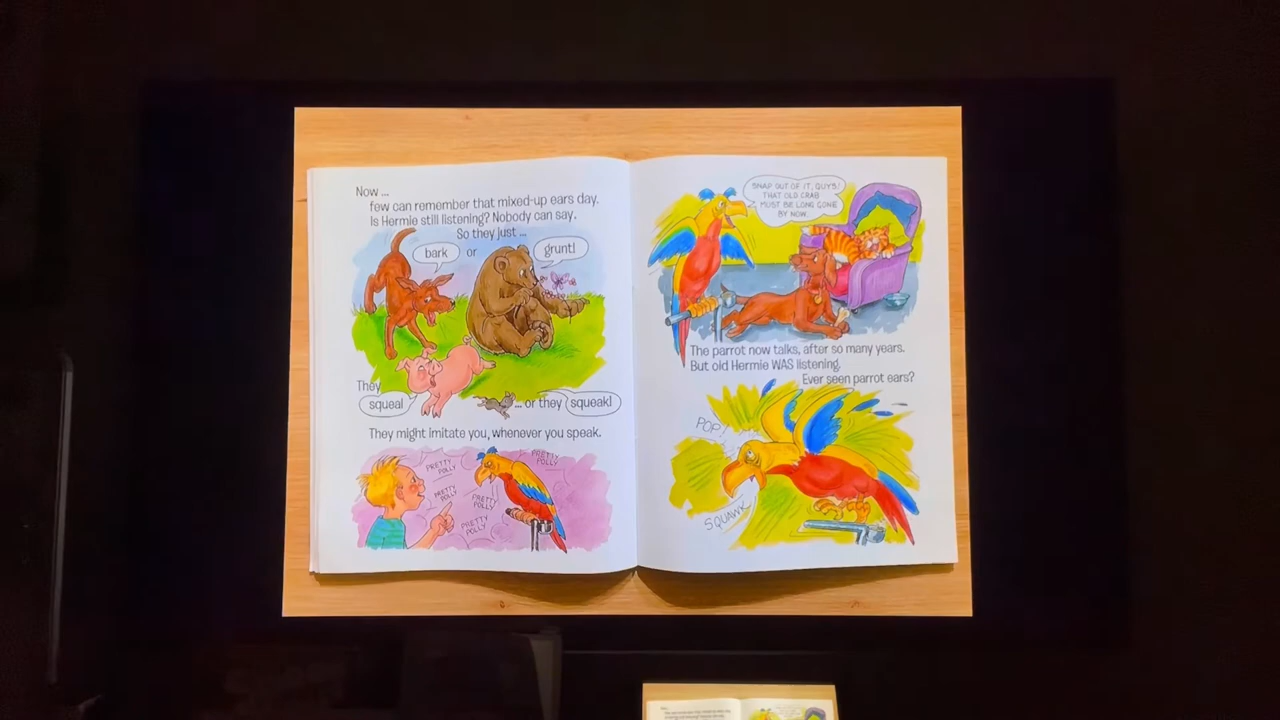 Now ...
few can remember that mixed-up ears day.
Is Hermie still listening? Nobody can say.
So they just ...
bark or grunt!
They
squeal ... or they squeak!
They might imitate you, whenever you speak.
PRETTY POLLY
PRETTY POLLY
PRETTY POLLY
PRETTY POLLY
PRETTY POLLY
SNAP OUT OF IT, GUYS!
THAT OLD CRAB
MUST BE LONG GONE
BY NOW.
The parrot now talks, after so many years.
But old Hermie WAS listening.
Ever seen parrot ears?
POP!
SQUAWK